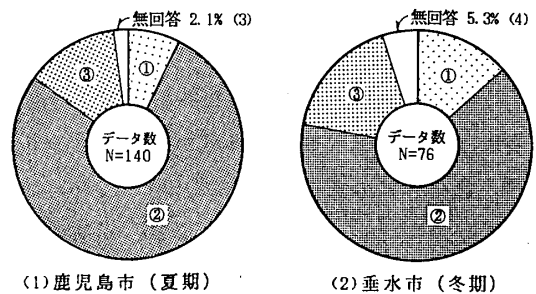 無回答 2.1% (3)
①
③
データ数
N=140
②
(1) 鹿児島市 (夏期)
無回答 5.3% (4)
①
③
データ数
N=76
②
(2) 垂水市 (冬期)